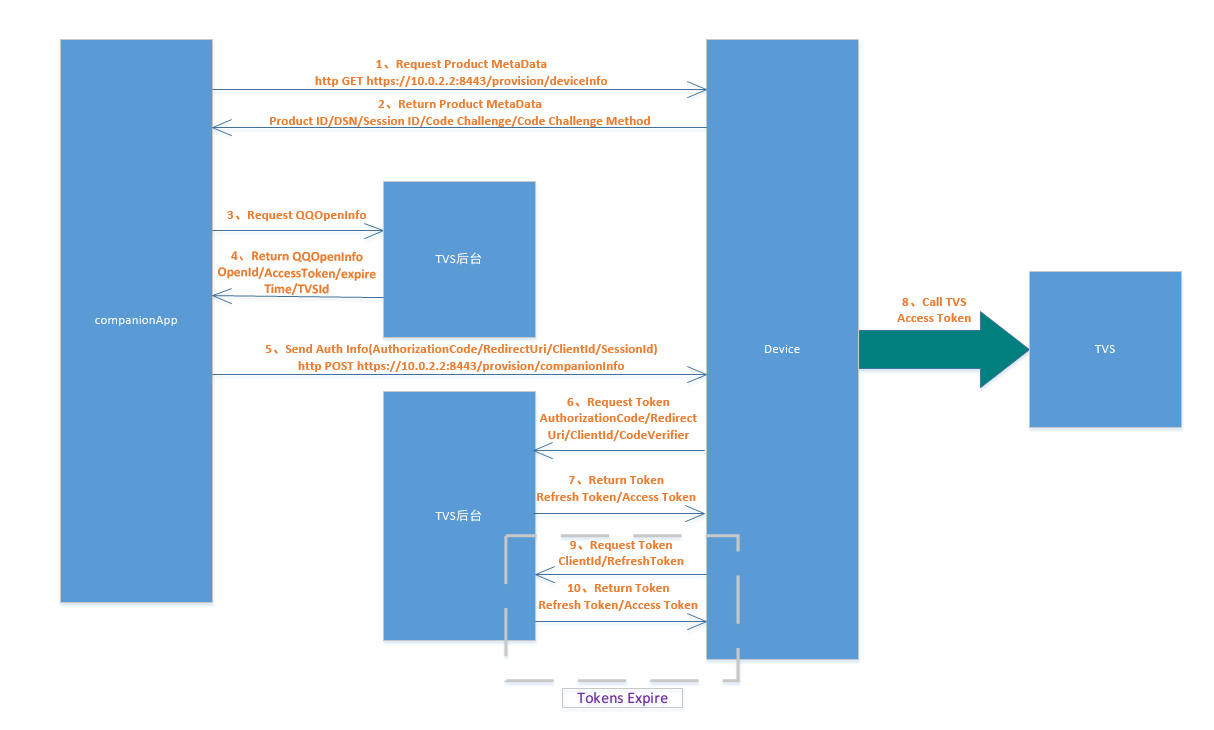 1、Request Product MetaData
http GET https://10.0.2.2:8443/provision/deviceInfo
2、Return Product MetaData
Product ID/DSN/Session ID/Code Challenge/Code Challenge Method
3、Request QQOpenInfo
4、Return QQOpenInfo
OpenId/AccessToken/expire
Time/TVSId
TVS后台
companionApp
5、Send Auth Info(AuthorizationCode/RedirectUri/ClientId/SessionId)
http POST https://10.0.2.2:8443/provision/companionInfo
Device
8、Call TVS
Access Token
TVS
6、Request Token
AuthorizationCode/Redirect
Uri/ClientId/CodeVerifier
7、Return Token
Refresh Token/Access Token
TVS后台
9、Request Token
ClientId/RefreshToken
10、Return Token
Refresh Token/Access Token
Tokens Expire